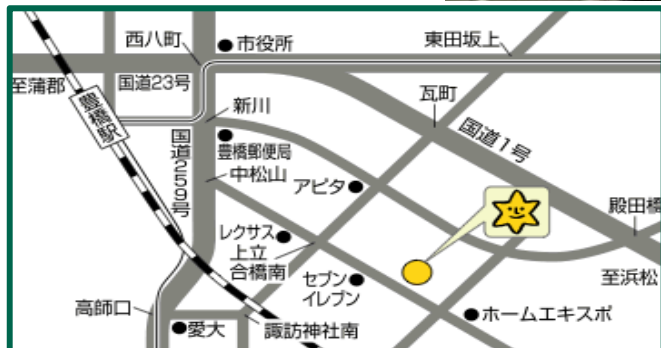 西八町
市役所
東田坂上
至蒲郡
国道23号
豊橋駅
新川
瓦町
国道1号
豊橋郵便局
国道259号
中松山
アピタ
レクサス
上立
合橋南
殿田橋
セブン
イレブン
至浜松
高師口
ホームエキスポ
愛大
諏訪神社南